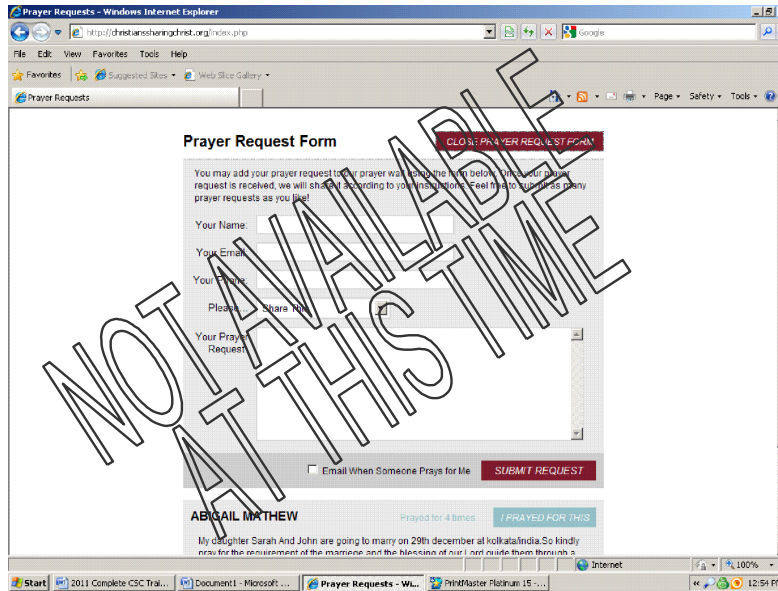 Prayer Requests - Windows Internet Explorer
http://christianssharingchrist.org/index.php
Google
File Edit View Favorites Tools Help
Favorites Suggested Sites Web Slice Gallery
Prayer Requests
Page Safety Tools
Prayer Request Form
CLOSE PRAYER REQUEST FORM
You may add your prayer request to our prayer wall using the form below. Once your prayer
request is received, we will share it according to your instructions. Feel free to submit as many
prayer requests as you like!
Your Name:
Your Email:
Your Phone:
Please... Share This
Your Prayer
Request:
Email When Someone Prays for Me SUBMIT REQUEST
NOT AVAILABLE
AT THIS TIME
ABIGAIL MATHEW Prayed for 4 times. I PRAYED FOR THIS
My daughter Sarah And John are going to marry on 29th december at kolkata/india.So kindly
pray for the requirement of the marriege and the blessing of our Lord guide them through a
Internet 100%
Start 2011 Complete CSC Trai... Document1 - Microsoft ... Prayer Requests - Wi... PrintMaster Platinum 15 -... 12:54 P